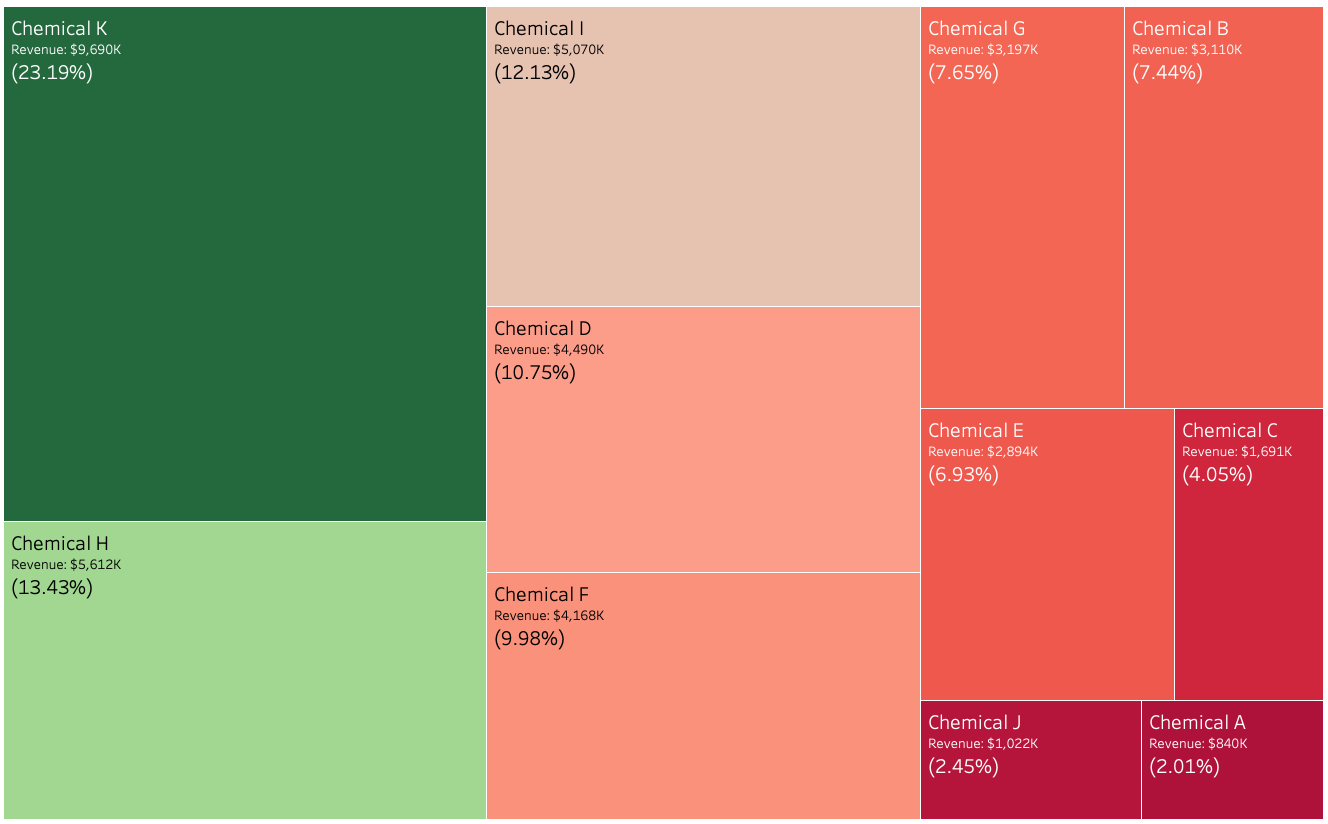 Chemical K
Revenue: $9,690K
(23.19%)
Chemical H
Revenue: $5,612K
(13.43%)
Chemical I
Revenue: $5,070K
(12.13%)
Chemical D
Revenue: $4,490K
(10.75%)
Chemical F
Revenue: $4,168K
(9.98%)
Chemical G
Revenue: $3,197K
(7.65%)
Chemical B
Revenue: $3,110K
(7.44%)
Chemical E
Revenue: $2,894K
(6.93%)
Chemical C
Revenue: $1,691K
(4.05%)
Chemical J
Revenue: $1,022K
(2.45%)
Chemical A
Revenue: $840K
(2.01%)